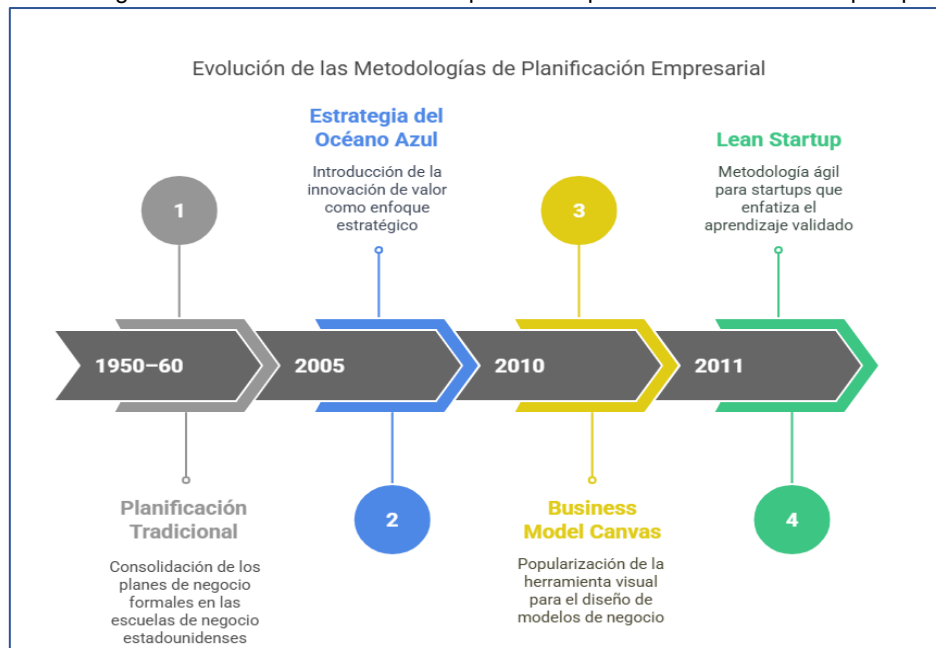 Evolución de las Metodologías de Planificación Empresarial
1
1950–60
Planificación
Tradicional
Consolidación de los
planes de negocio
formales en las
escuelas de negocio
estadounidenses
Estrategia del
Océano Azul
Introducción de la
innovación de valor
como enfoque
estratégico
2005
2
3
2010
Business
Model Canvas
Popularización de la
herramienta visual
para el diseño de
modelos de negocio
Lean Startup
Metodología ágil
para startups que
enfatiza el
aprendizaje validado
2011
4